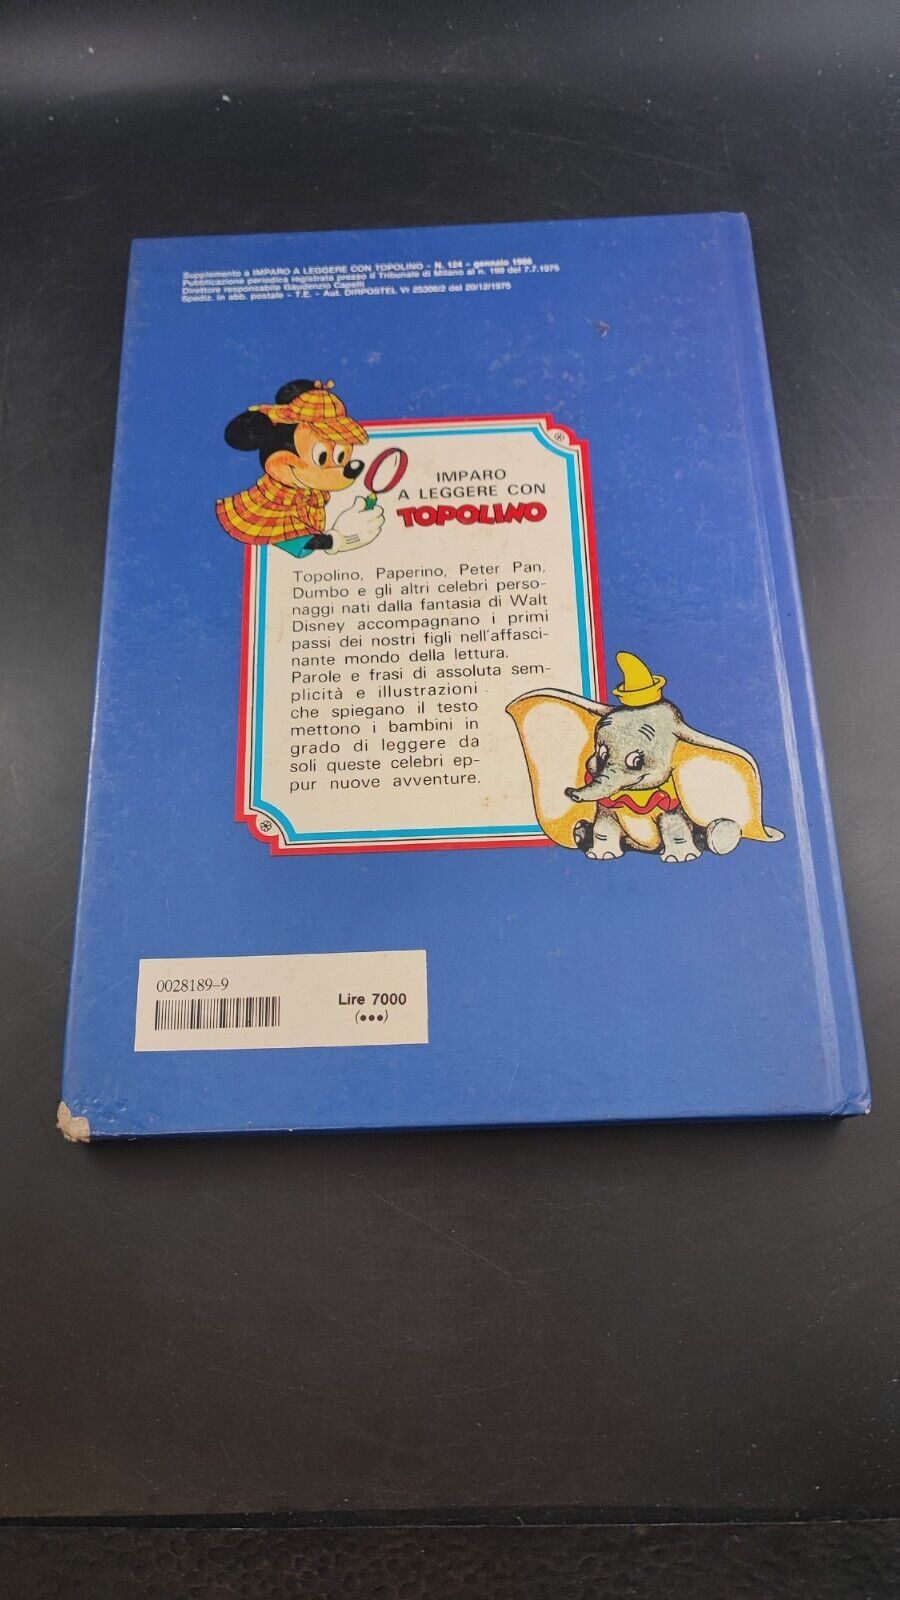 Supplemento a IMPARO A LEGGERE CON TOPOLINO - N. 124 - gennaio 1988
Pubblicazione periodica registrata presso il Tribunale di Milano al n. 199 del 7.7.1975
Direttore responsabile Gaudenzio Capelli
Spediz. in abb. postale - T.E. - Aut. DIRPOSTEL VI 25306/2 del 20/12/1975
IMPARO
A LEGGERE CON
TOPOLINO
Topolino, Paperino, Peter Pan,
Dumbo e gli altri celebri perso-
naggi nati dalla fantasia di Walt
Disney accompagnano i primi
passi dei nostri figli nell'affasci-
nante mondo della lettura.
Parole e frasi di assoluta sem-
plicità e illustrazioni
che spiegano il testo
mettono i bambini in
grado di leggere da
soli queste celebri ep-
pur nuove avventure.
0028189-9
Lire 7000
(•••)